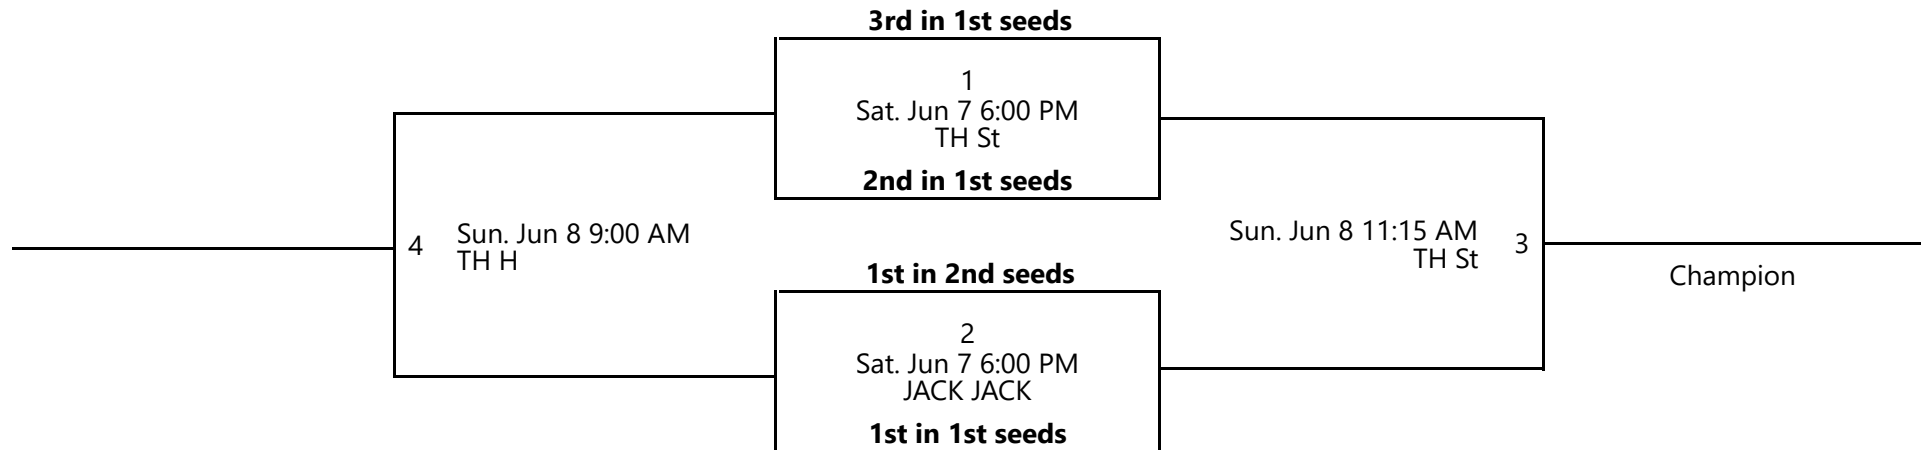 3rd in 1st seeds
1
Sat. Jun 7 6:00 PM
TH St
2nd in 1st seeds
4
Sun. Jun 8 9:00 AM
TH H
Sun. Jun 8 11:15 AM
TH St
3
Champion
1st in 2nd seeds
2
Sat. Jun 7 6:00 PM
JACK JACK
1st in 1st seeds